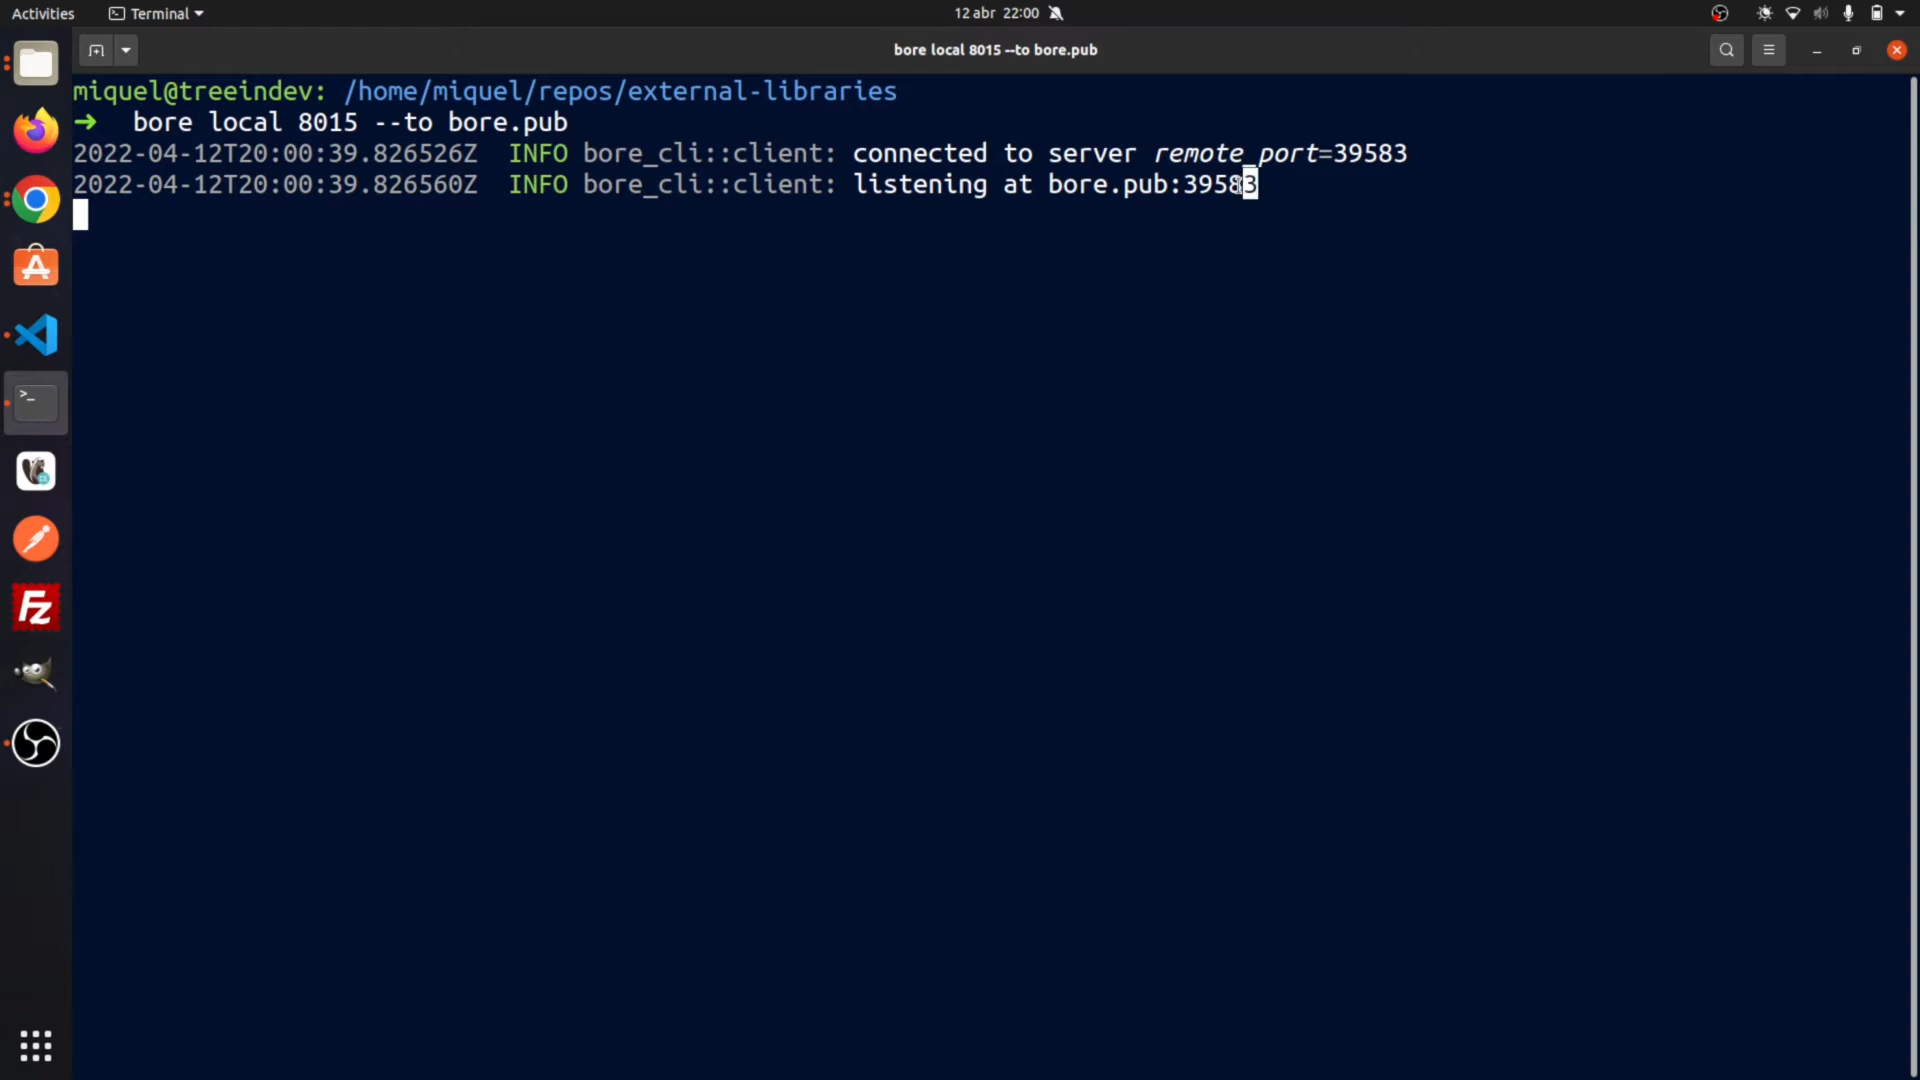 Activities Terminal 12 abr 22:00
bore local 8015 --to bore.pub
miquel@treeindev: /home/miquel/repos/external-libraries
➜ bore local 8015 --to bore.pub
2022-04-12T20:00:39.826526Z INFO bore_cli::client: connected to server remote_port=39583
2022-04-12T20:00:39.826560Z INFO bore_cli::client: listening at bore.pub:39583
>_
Fz